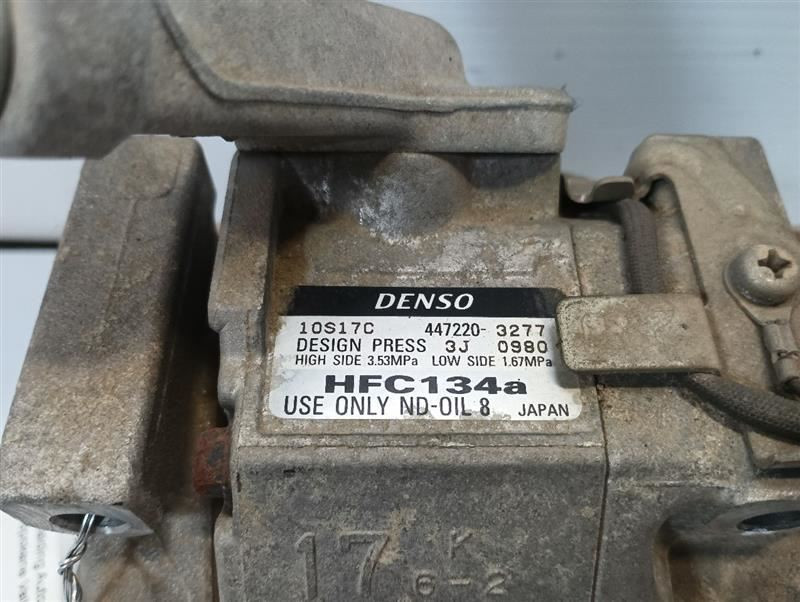 DENSO
10S17C 447220- 3277
DESIGN PRESS 3J 0980
HIGH SIDE 3.53MPa LOW SIDE 1.67MPa
HFC134a
USE ONLY ND-OIL 8 JAPAN
17 K
6-2